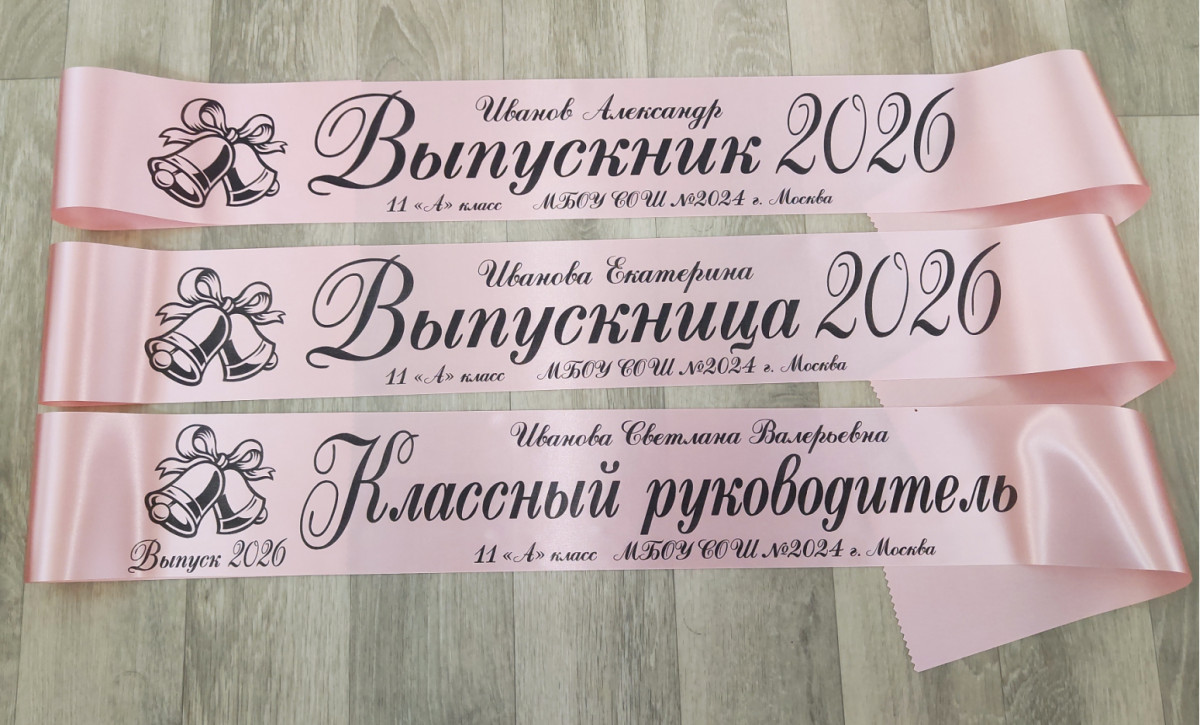 Иванов Александр
Выпускник 2026
11 «А» класс МБОУ СОШ №2024 г. Москва
Иванова Екатерина
Выпускница 2026
11 «А» класс МБОУ СОШ №2024 г. Москва
Иванова Светлана Валерьевна
Классный руководитель
Выпуск 2026
11 «А» класс МБОУ СОШ №2024 г. Москва